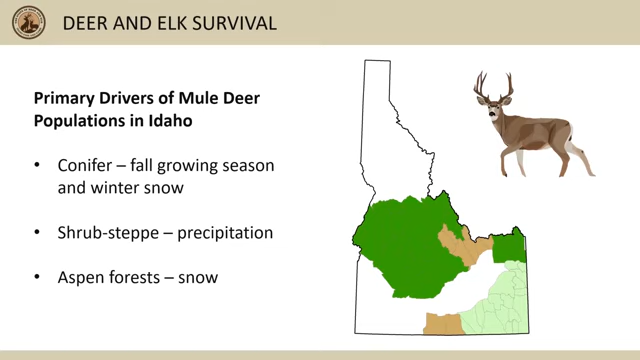 DEER AND ELK SURVIVAL
Primary Drivers of Mule Deer
Populations in Idaho
• Conifer – fall growing season
and winter snow
• Shrub-steppe – precipitation
• Aspen forests – snow